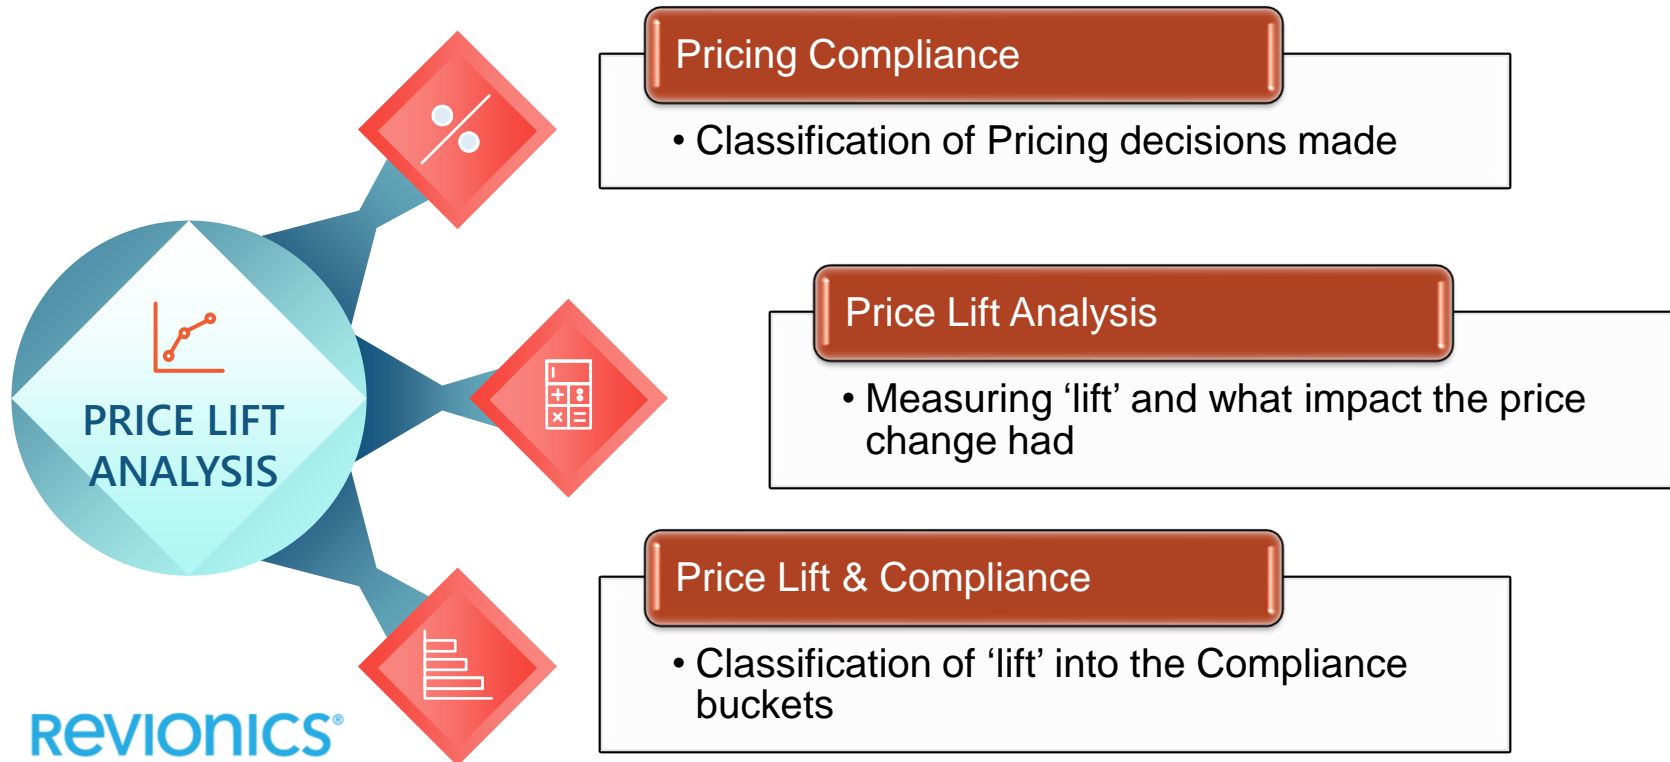 Pricing Compliance
• Classification of Pricing decisions made
PRICE LIFT
ANALYSIS
Price Lift Analysis
• Measuring ‘lift’ and what impact the price
change had
Price Lift & Compliance
• Classification of ‘lift’ into the Compliance
buckets
REVIONICS®